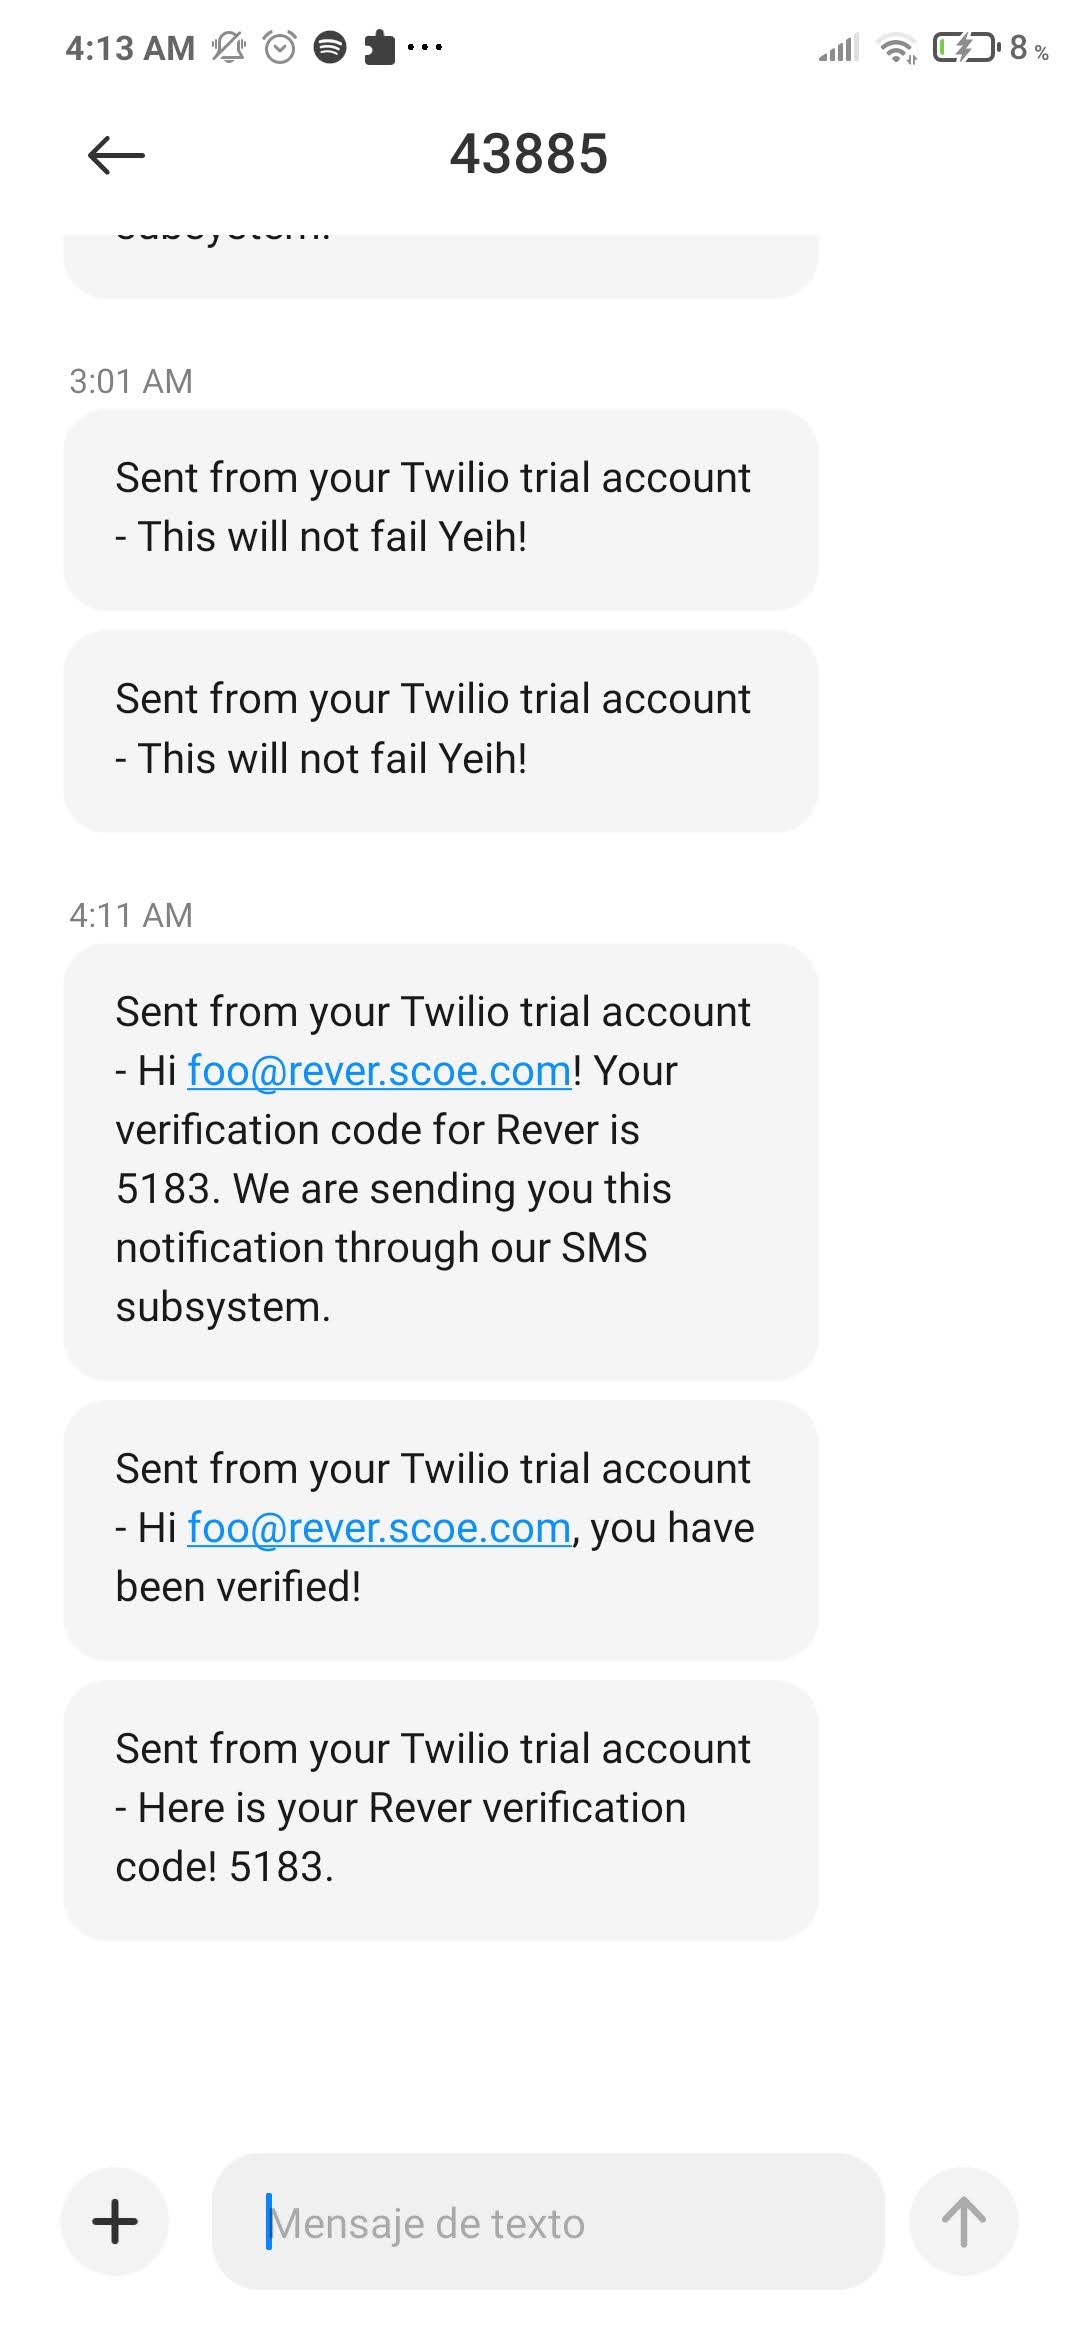 4:13 AM
8 %
43885
subsystem.
3:01 AM
Sent from your Twilio trial account
- This will not fail Yeih!
Sent from your Twilio trial account
- This will not fail Yeih!
4:11 AM
Sent from your Twilio trial account
- Hi foo@rever.scoe.com! Your
verification code for Rever is
5183. We are sending you this
notification through our SMS
subsystem.
Sent from your Twilio trial account
- Hi foo@rever.scoe.com, you have
been verified!
Sent from your Twilio trial account
- Here is your Rever verification
code! 5183.
Mensaje de texto